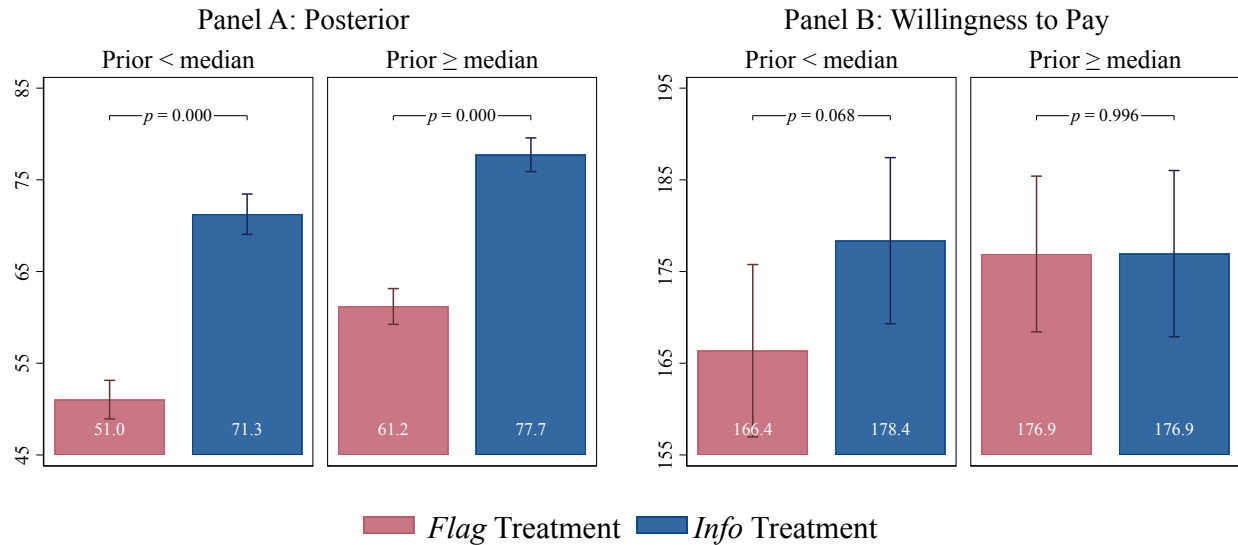 Panel A: Posterior
Prior < median
Prior ≥ median
85
75
65
55
45
p = 0.000
p = 0.000
51.0
71.3
61.2
77.7
Panel B: Willingness to Pay
Prior < median
Prior ≥ median
195
185
175
165
155
p = 0.068
p = 0.996
166.4
178.4
176.9
176.9
Flag Treatment
Info Treatment